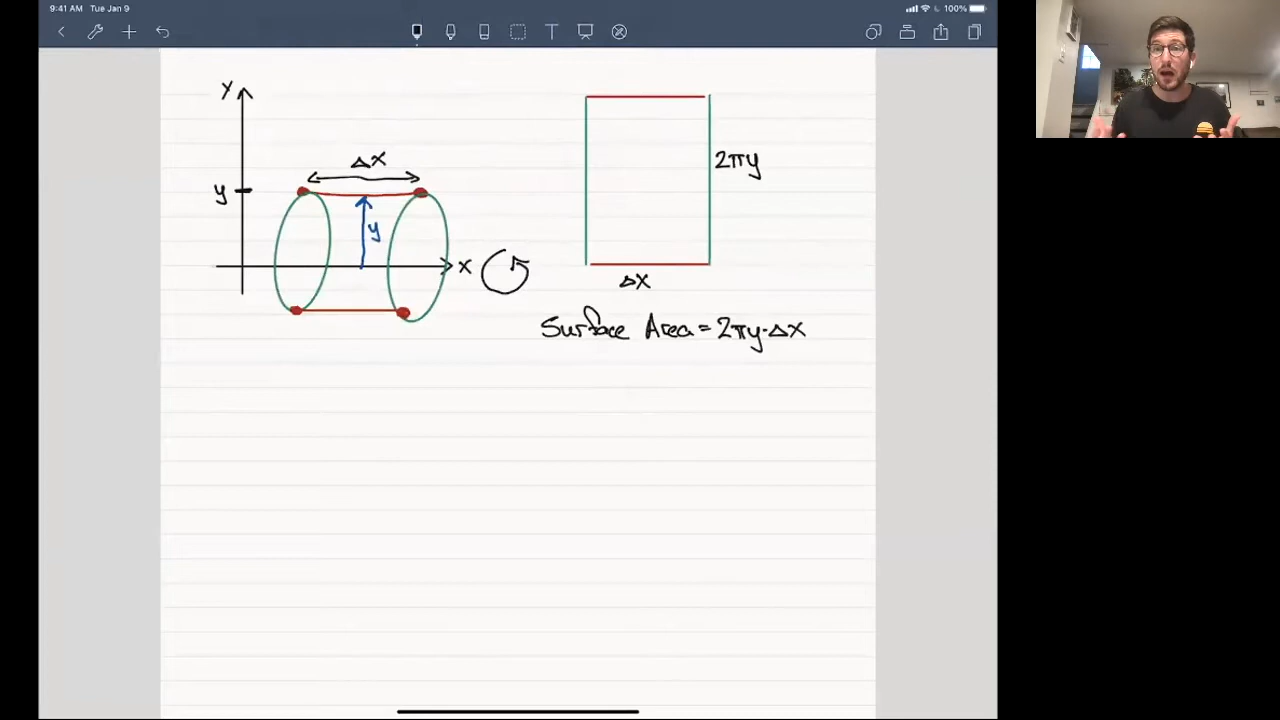 9:41 AM Tue Jan 9
100%
T
Y
Δx
y
y
x
2πy
Δx
Surface Area = 2πy·Δx